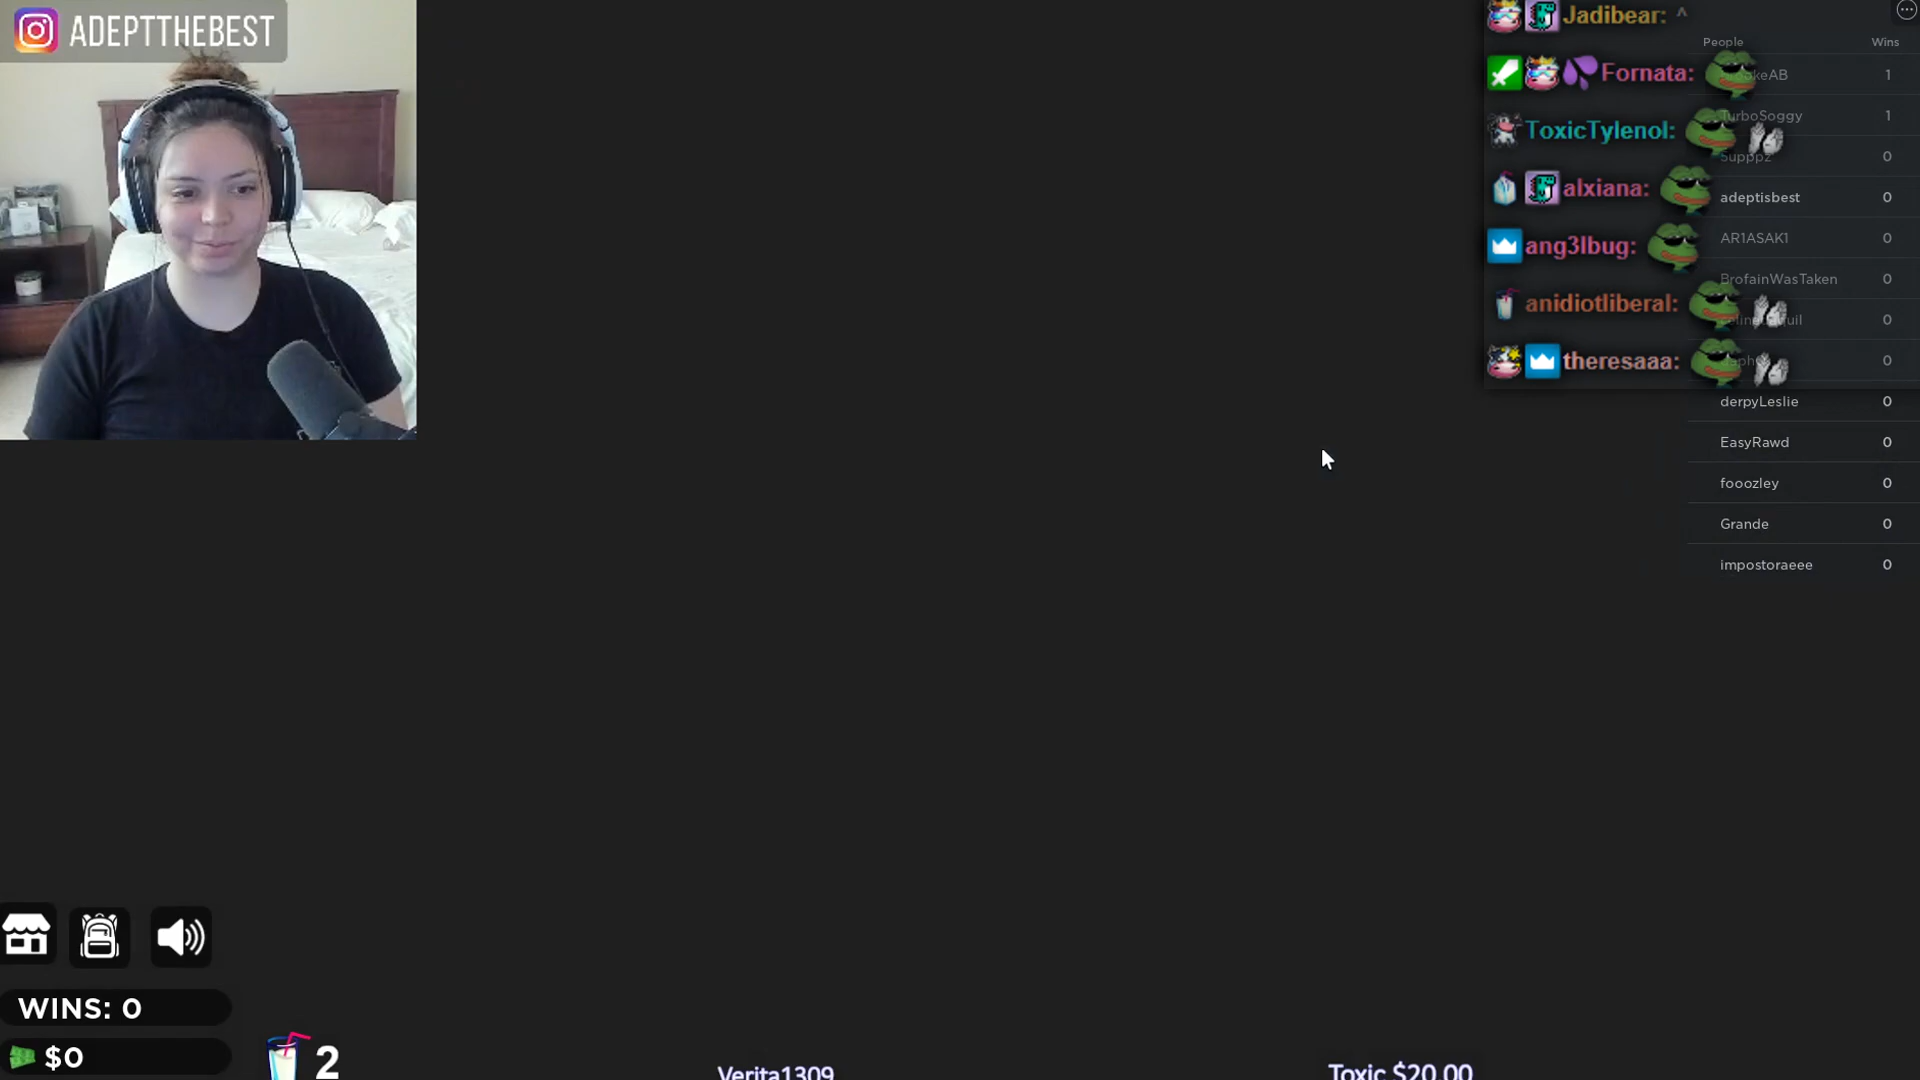 ADEPTTHEBEST
Jadibear: ^
People Wins
Fornata:
1
ToxicTylenol:
TurboSoggy 1
Supppz 0
alxiana:
adeptisbest 0
ang3lbug:
AR1ASAK1 0
BrofainWasTaken 0
anidiotliberal:
0
theresaaa:
0
derpyLeslie 0
EasyRawd 0
fooozley 0
Grande 0
impostoraeee 0
WINS: 0
$0
2
Verita1309
Toxic $20.00